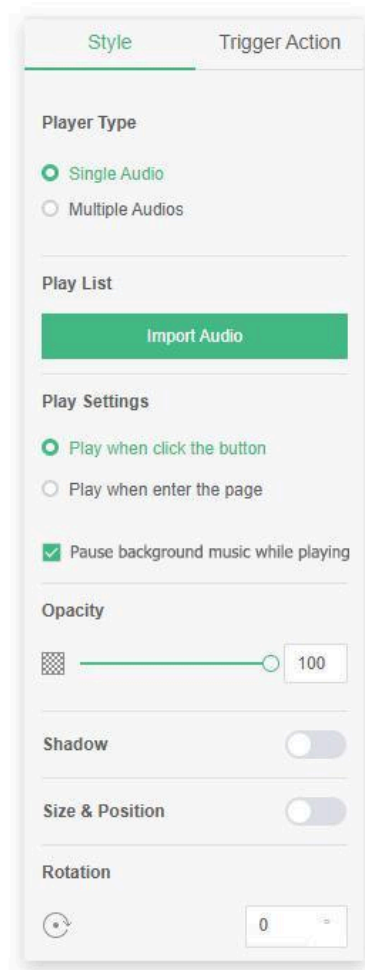 Style
Trigger Action
Player Type
Single Audio
Multiple Audios
Play List
Import Audio
Play Settings
Play when click the button
Play when enter the page
Pause background music while playing
Opacity
100
Shadow
Size & Position
Rotation
0 °